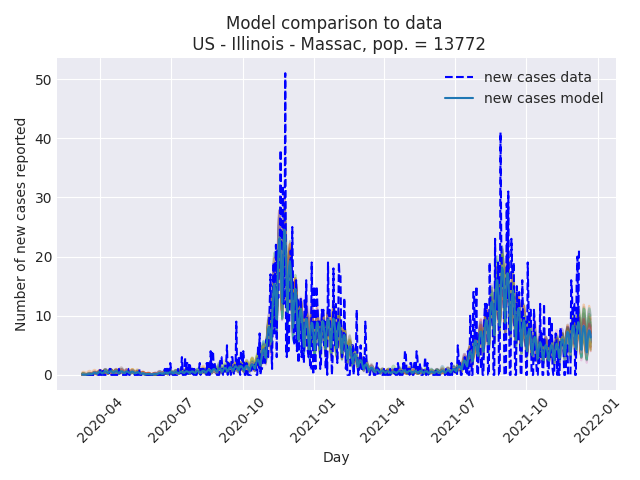 Model comparison to data
US - Illinois - Massac, pop. = 13772
new cases data
new cases model
Number of new cases reported
50
40
30
20
10
0
2020-04
2020-07
2020-10
2021-01
2021-04
2021-07
2021-10
2022-01
Day